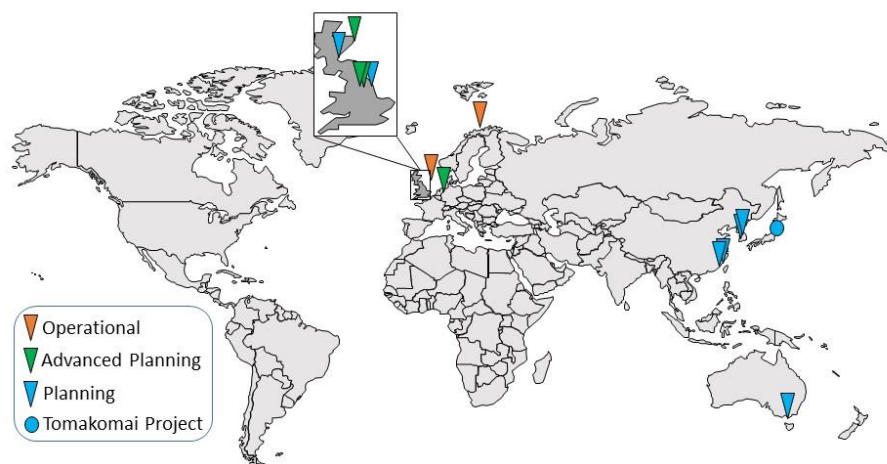 Operational
Advanced Planning
Planning
Tomakomai Project